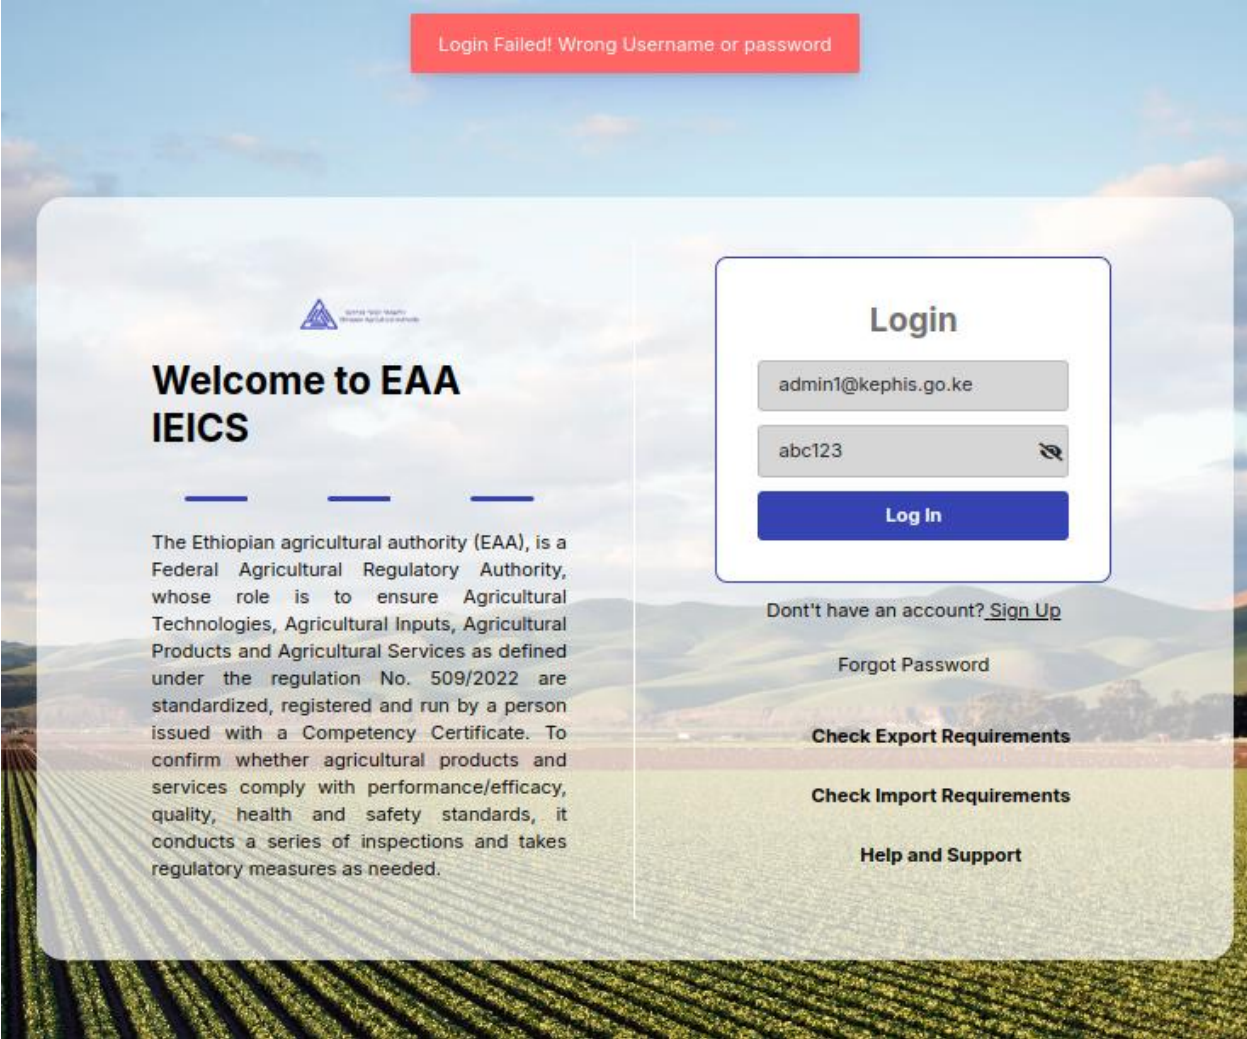 Login Failed! Wrong Username or password
Welcome to EAA
IEICS
The Ethiopian agricultural authority (EAA), is a
Federal Agricultural Regulatory Authority,
whose role is to ensure Agricultural
Technologies, Agricultural Inputs, Agricultural
Products and Agricultural Services as defined
under the regulation No. 509/2022 are
standardized, registered and run by a person
issued with a Competency Certificate. To
confirm whether agricultural products and
services comply with performance/efficacy,
quality, health and safety standards, it
conducts a series of inspections and takes
regulatory measures as needed.
Login
admin1@kephis.go.ke
abc123
Log In
Dont't have an account? Sign Up
Forgot Password
Check Export Requirements
Check Import Requirements
Help and Support